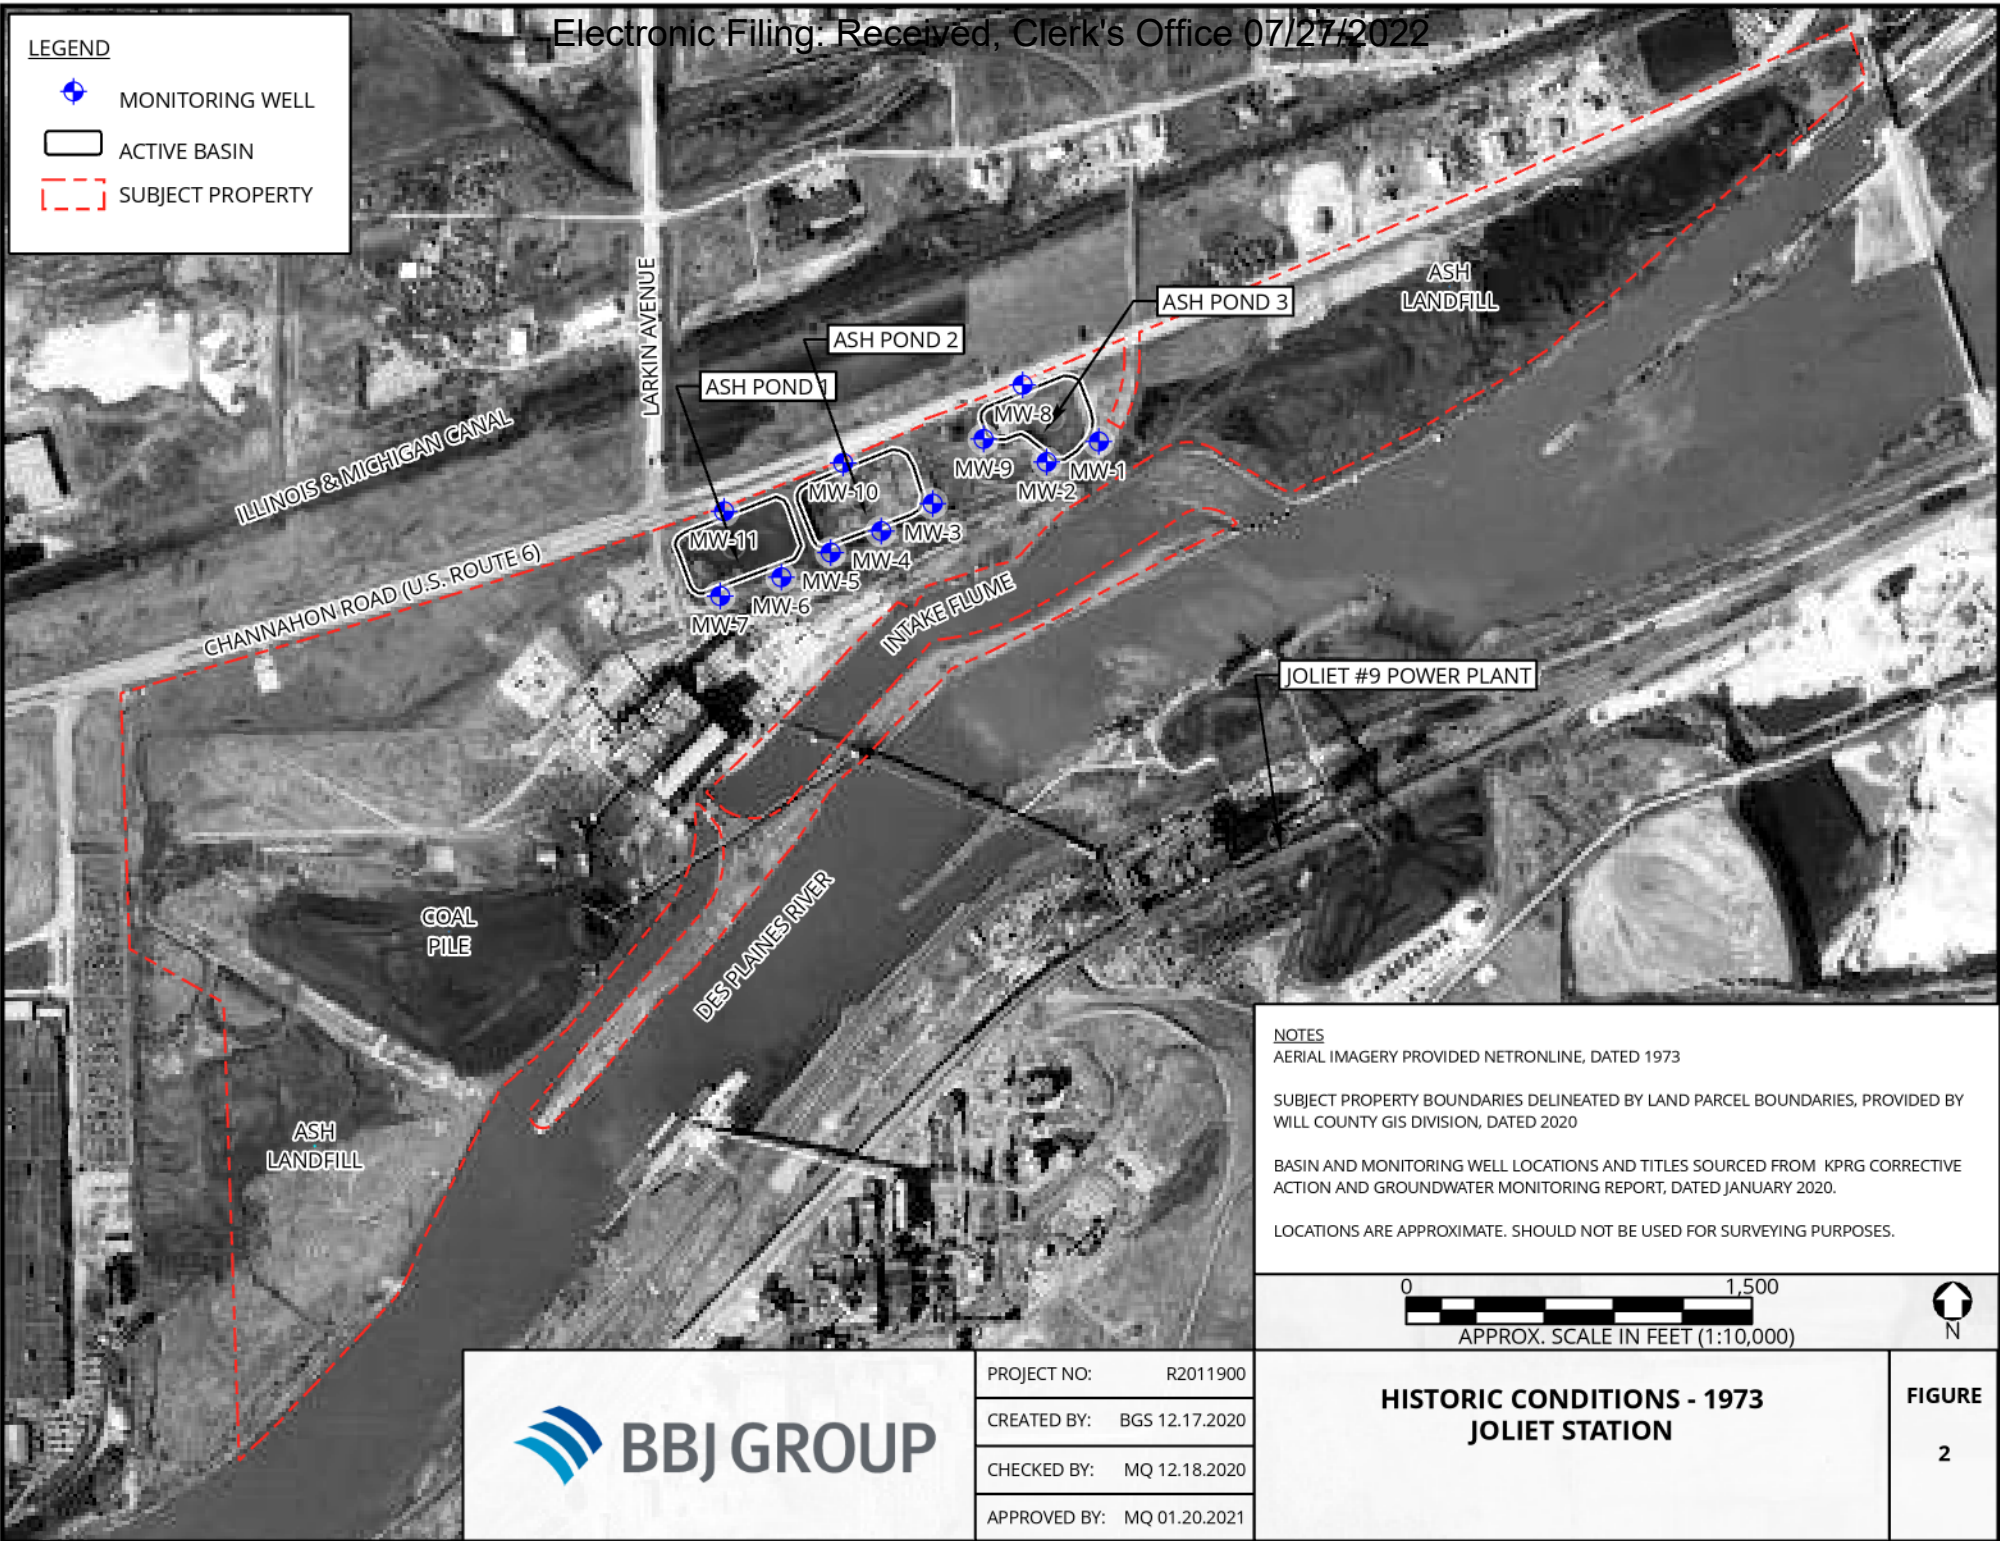 Electronic Filing: Received, Clerk's Office 07/27/2022
LEGEND
MONITORING WELL
ACTIVE BASIN
SUBJECT PROPERTY
LARKIN AVENUE
ILLINOIS & MICHIGAN CANAL
CHANNAHON ROAD (U.S. ROUTE 6)
ASH
LANDFILL
ASH POND 3
ASH POND 2
ASH POND 1
MW-8
MW-9
MW-1
MW-2
MW-10
MW-3
MW-11
MW-4
MW-5
MW-6
MW-7
INTAKE FLUME
JOLIET #9 POWER PLANT
COAL
PILE
DES PLAINES RIVER
ASH
LANDFILL
NOTES
AERIAL IMAGERY PROVIDED NETRONLINE, DATED 1973
SUBJECT PROPERTY BOUNDARIES DELINEATED BY LAND PARCEL BOUNDARIES, PROVIDED BY
WILL COUNTY GIS DIVISION, DATED 2020
BASIN AND MONITORING WELL LOCATIONS AND TITLES SOURCED FROM KPRG CORRECTIVE
ACTION AND GROUNDWATER MONITORING REPORT, DATED JANUARY 2020.
LOCATIONS ARE APPROXIMATE. SHOULD NOT BE USED FOR SURVEYING PURPOSES.
0 1,500
APPROX. SCALE IN FEET (1:10,000)
N
BBJ GROUP
PROJECT NO: R2011900
CREATED BY: BGS 12.17.2020
CHECKED BY: MQ 12.18.2020
APPROVED BY: MQ 01.20.2021
HISTORIC CONDITIONS - 1973
JOLIET STATION
FIGURE
2